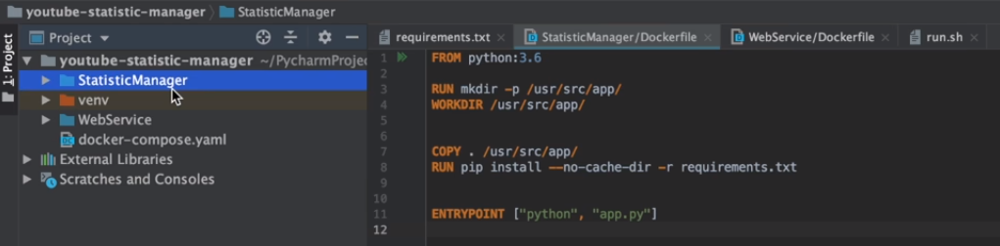 youtube-statistic-manager StatisticManager
1: Project
Project
youtube-statistic-manager ~/PycharmProjec
StatisticManager
venv
WebService
docker-compose.yaml
External Libraries
Scratches and Consoles
requirements.txt × StatisticManager/Dockerfile × WebService/Dockerfile × run.sh ×
1 FROM python:3.6
2
3 RUN mkdir -p /usr/src/app/
4 WORKDIR /usr/src/app/
5
6
7 COPY . /usr/src/app/
8 RUN pip install --no-cache-dir -r requirements.txt
9
10
11 ENTRYPOINT ["python", "app.py"]
12